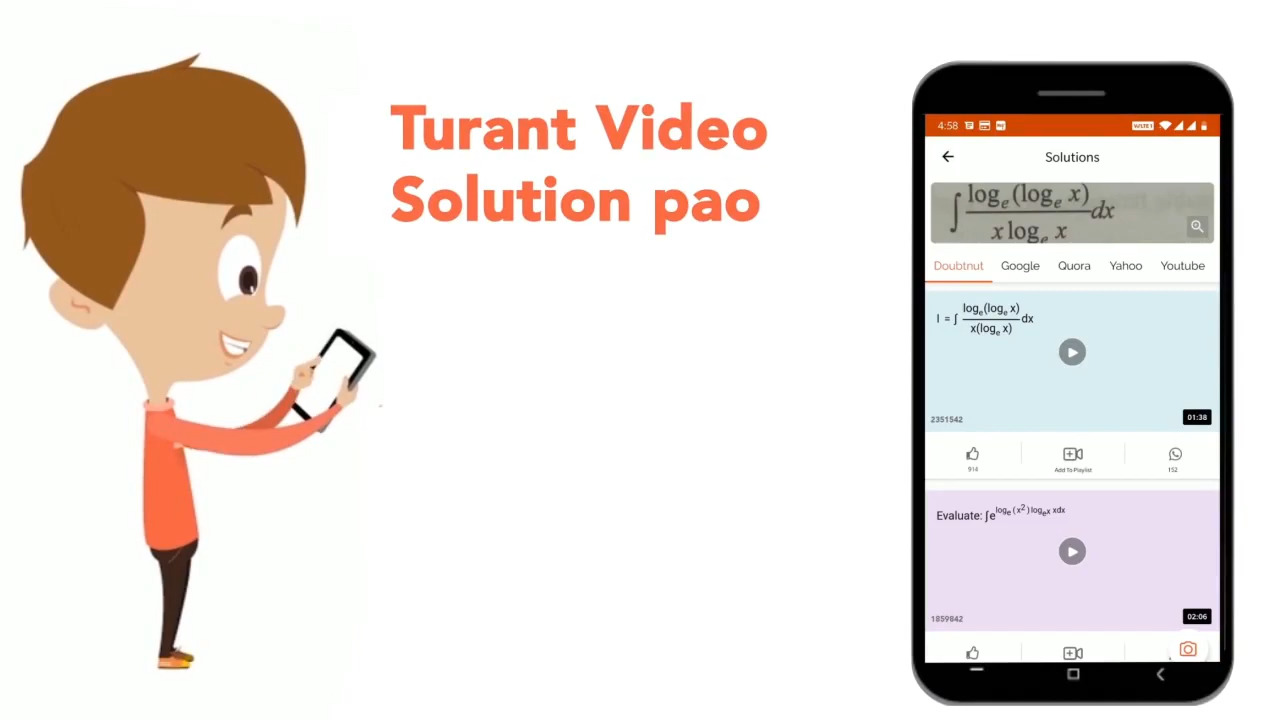 Turant Video
Solution pao
4:58
VoLTE1
Solutions
∫ logₑ(logₑ x) / x logₑ x dx
Doubtnut Google Quora Yahoo Youtube
I = ∫ logₑ(logₑ x) / x(logₑ x) dx
2351542 01:38
914 Add To Playlist 152
Evaluate: ∫e^logₑ(x²)logₑx xdx
1859842 02:06